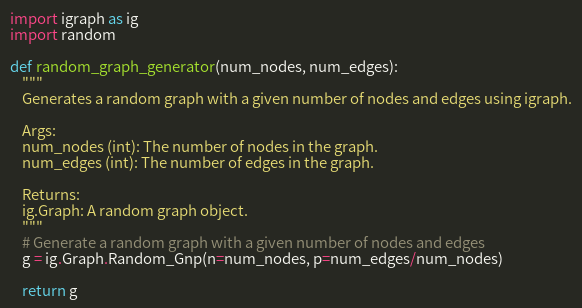 import igraph as ig
import random
def random_graph_generator(num_nodes, num_edges):
"""
Generates a random graph with a given number of nodes and edges using igraph.
Args:
num_nodes (int): The number of nodes in the graph.
num_edges (int): The number of edges in the graph.
Returns:
ig.Graph: A random graph object.
"""
# Generate a random graph with a given number of nodes and edges
g = ig.Graph.Random_Gnp(n=num_nodes, p=num_edges/num_nodes)
return g